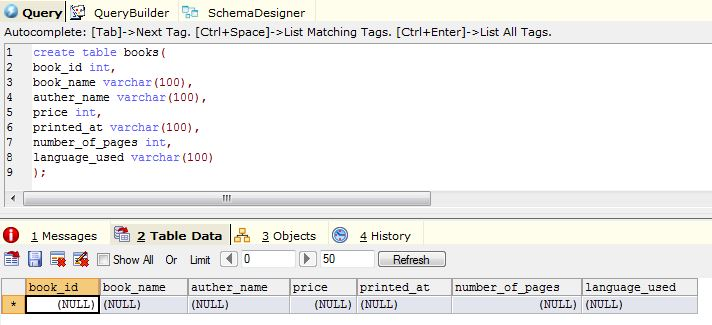 Query QueryBuilder SchemaDesigner
Autocomplete: [Tab]->Next Tag. [Ctrl+Space]->List Matching Tags. [Ctrl+Enter]->List All Tags.
1 create table books(
2 book_id int,
3 book_name varchar(100),
4 auther_name varchar(100),
5 price int,
6 printed_at varchar(100),
7 number_of_pages int,
8 language_used varchar(100)
9 );
1 Messages 2 Table Data 3 Objects 4 History
Show All Or Limit 0 50 Refresh
book_id book_name auther_name price printed_at number_of_pages language_used
* (NULL) (NULL) (NULL) (NULL) (NULL) (NULL) (NULL)